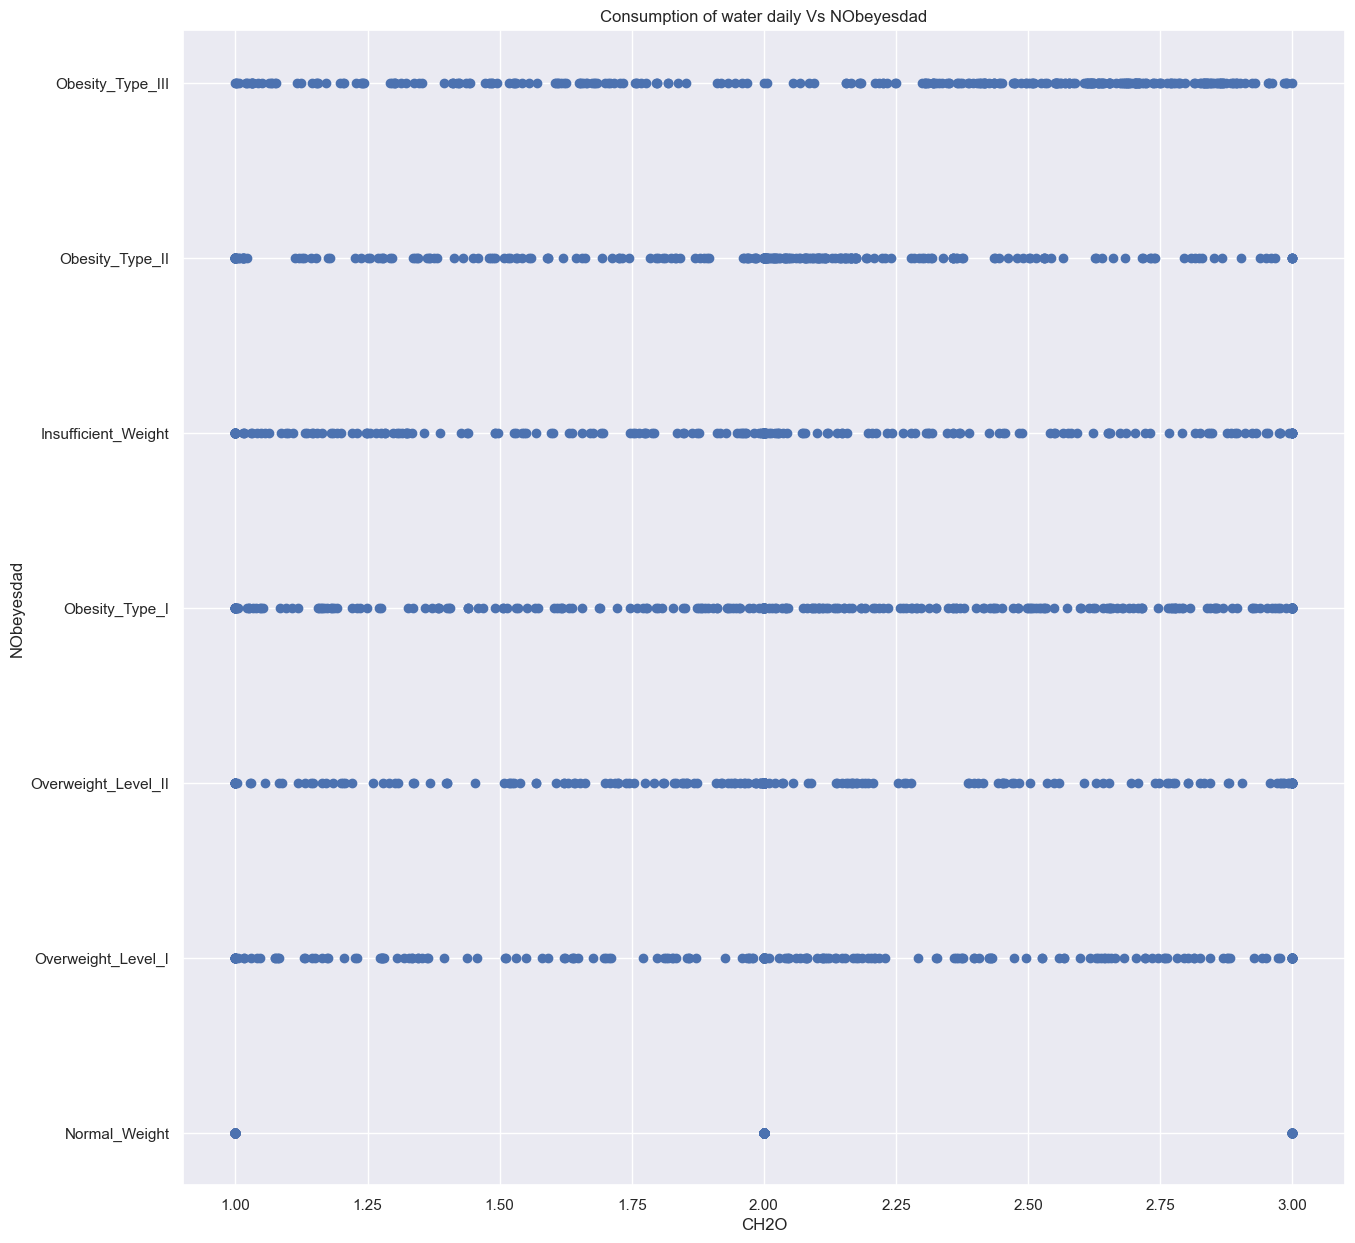 Consumption of water daily Vs NObeyesdad
Obesity_Type_III
Obesity_Type_II
Insufficient_Weight
Obesity_Type_I
Overweight_Level_II
Overweight_Level_I
Normal_Weight
NObeyesdad
1.00 1.25 1.50 1.75 2.00 2.25 2.50 2.75 3.00
CH2O